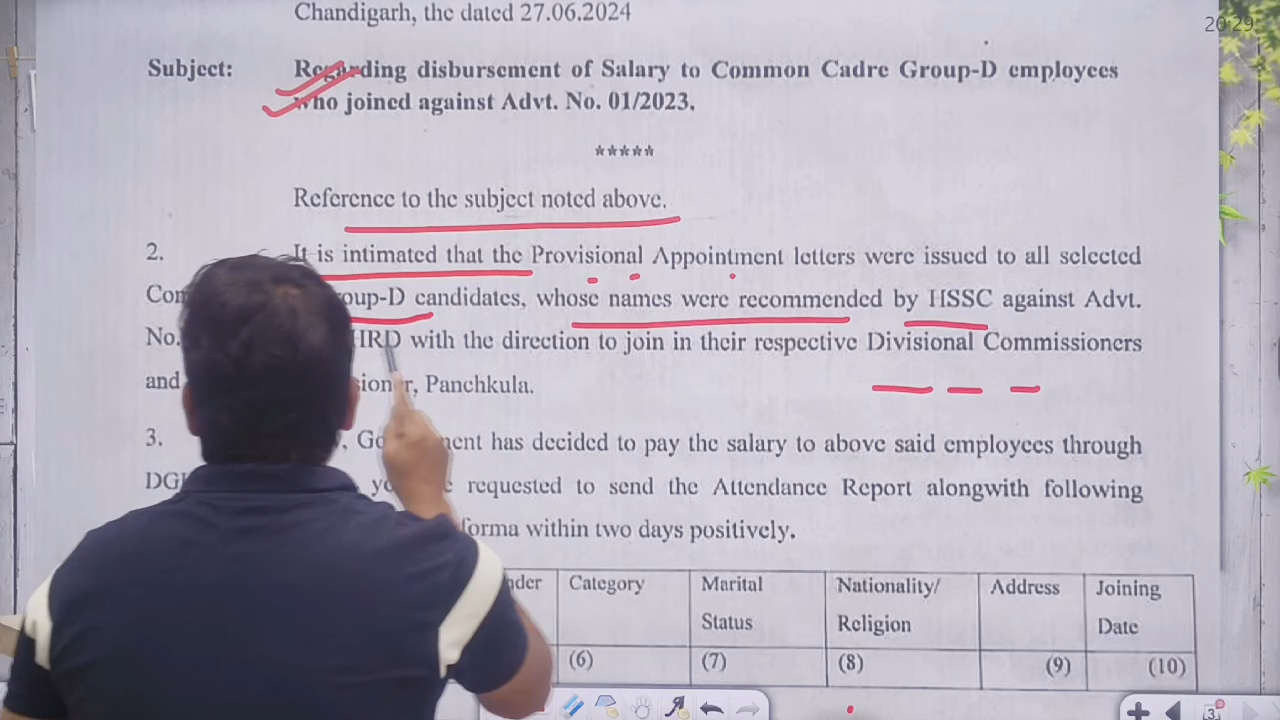 Chandigarh, the dated 27.06.2024
20:29
Subject: Regarding disbursement of Salary to Common Cadre Group-D employees
who joined against Advt. No. 01/2023.
*****
Reference to the subject noted above.
2. It is intimated that the Provisional Appointment letters were issued to all selected
oup-D candidates, whose names were recommended by HSSC against Advt.
No. HRD with the direction to join in their respective Divisional Commissioners
and sioner, Panchkula.
3. has decided to pay the salary to above said employees through
requested to send the Attendance Report alongwith following
forma within two days positively.
Category Marital Nationality/ Address Joining
Status Religion Date
(6) (7) (8) (9) (10)
3